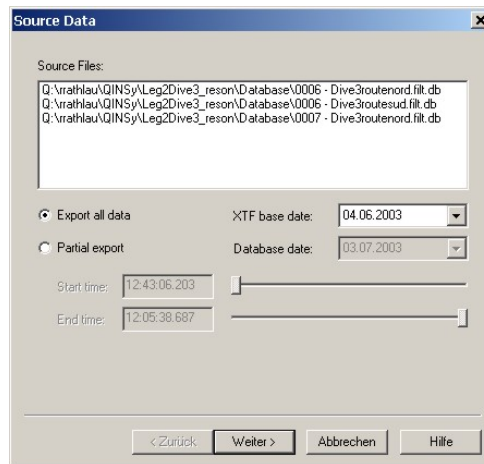 Source Data
Source Files:
Q:\rrathlau\QINSy\Leg2Dive3_reson\Database\0006 - Dive3routenord.filt.db
Q:\rrathlau\QINSy\Leg2Dive3_reson\Database\0006 - Dive3routesud.filt.db
Q:\rrathlau\QINSy\Leg2Dive3_reson\Database\0007 - Dive3routenord.filt.db
Export all data XTF base date: 04.06.2003
Partial export Database date: 03.07.2003
Start time: 12:43:06.203
End time: 12:05:38.687
< Zurück Weiter > Abbrechen Hilfe